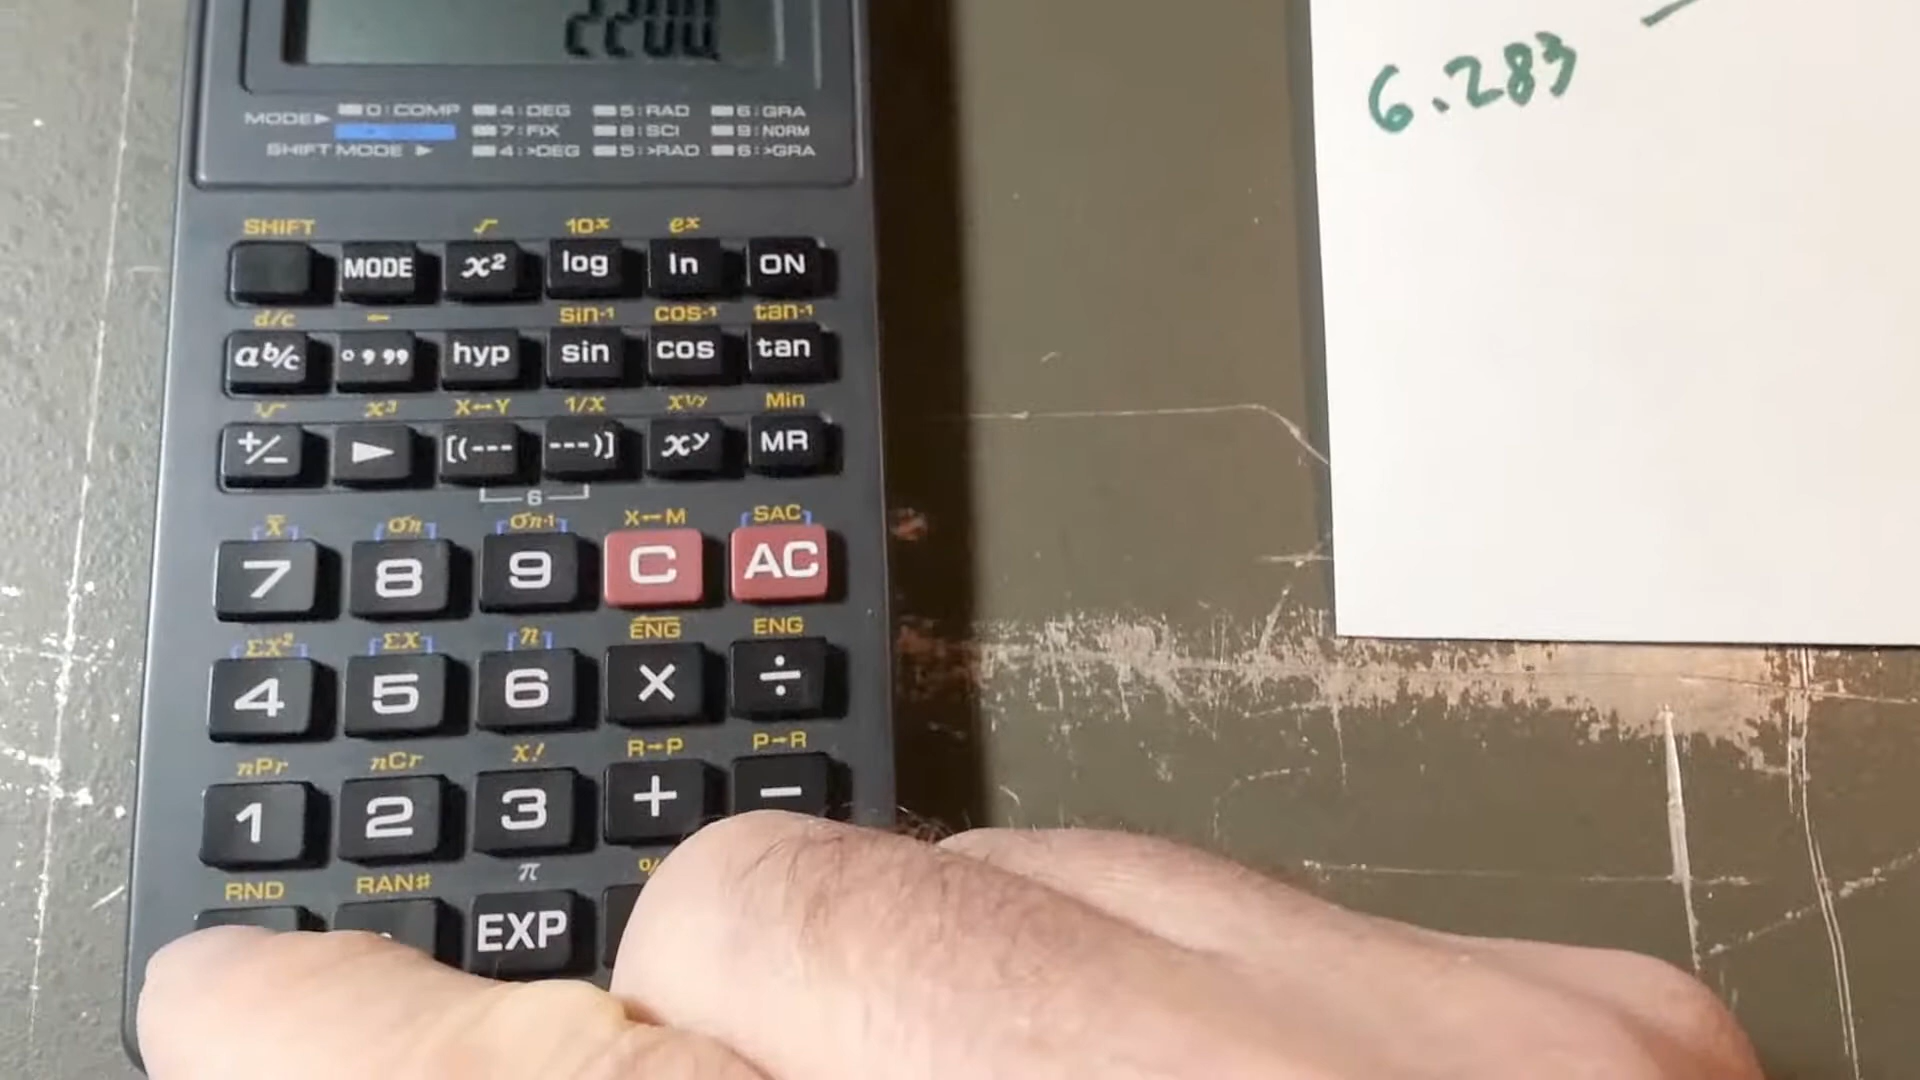 MODE▶ 0:COMP 4:DEG 5:RAD 6:GRA
7:FIX 8:SCI 9:NORM
SHIFT MODE ▶ 4:>DEG 5:>RAD 6:>GRA
6.283
SHIFT √ 10ˣ eˣ
MODE x² log ln ON
d/c ← sin⁻¹ cos⁻¹ tan⁻¹
ab/c ° , ,, hyp sin cos tan
³√ x³ X↔Y 1/X X¹/ʸ Min
+/− ▶ [(--- ---)] xʸ MR
6
x̄ σn σn-1 X↔M SAC
7 8 9 C AC
Σx² Σx n ENG ENG
4 5 6 × ÷
nPr nCr x! R→P P→R
1 2 3 + −
RND RAN# π
EXP